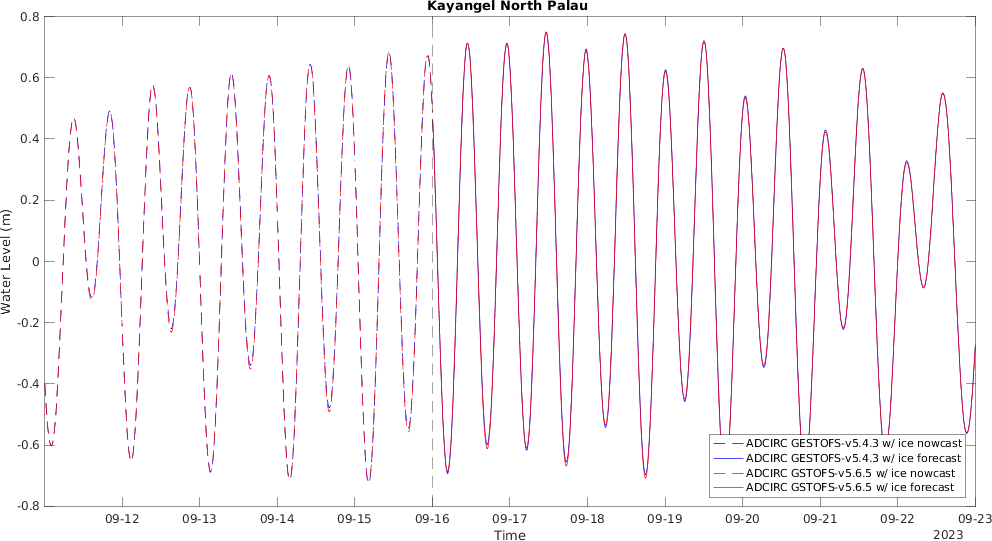 Kayangel North Palau
Water Level (m)
0.8
0.6
0.4
0.2
0
-0.2
-0.4
-0.6
-0.8
ADCIRC GESTOFS-v5.4.3 w/ ice nowcast
ADCIRC GESTOFS-v5.4.3 w/ ice forecast
ADCIRC GSTOFS-v5.6.5 w/ ice nowcast
ADCIRC GSTOFS-v5.6.5 w/ ice forecast
09-12 09-13 09-14 09-15 09-16 09-17 09-18 09-19 09-20 09-21 09-22 09-23
Time
2023